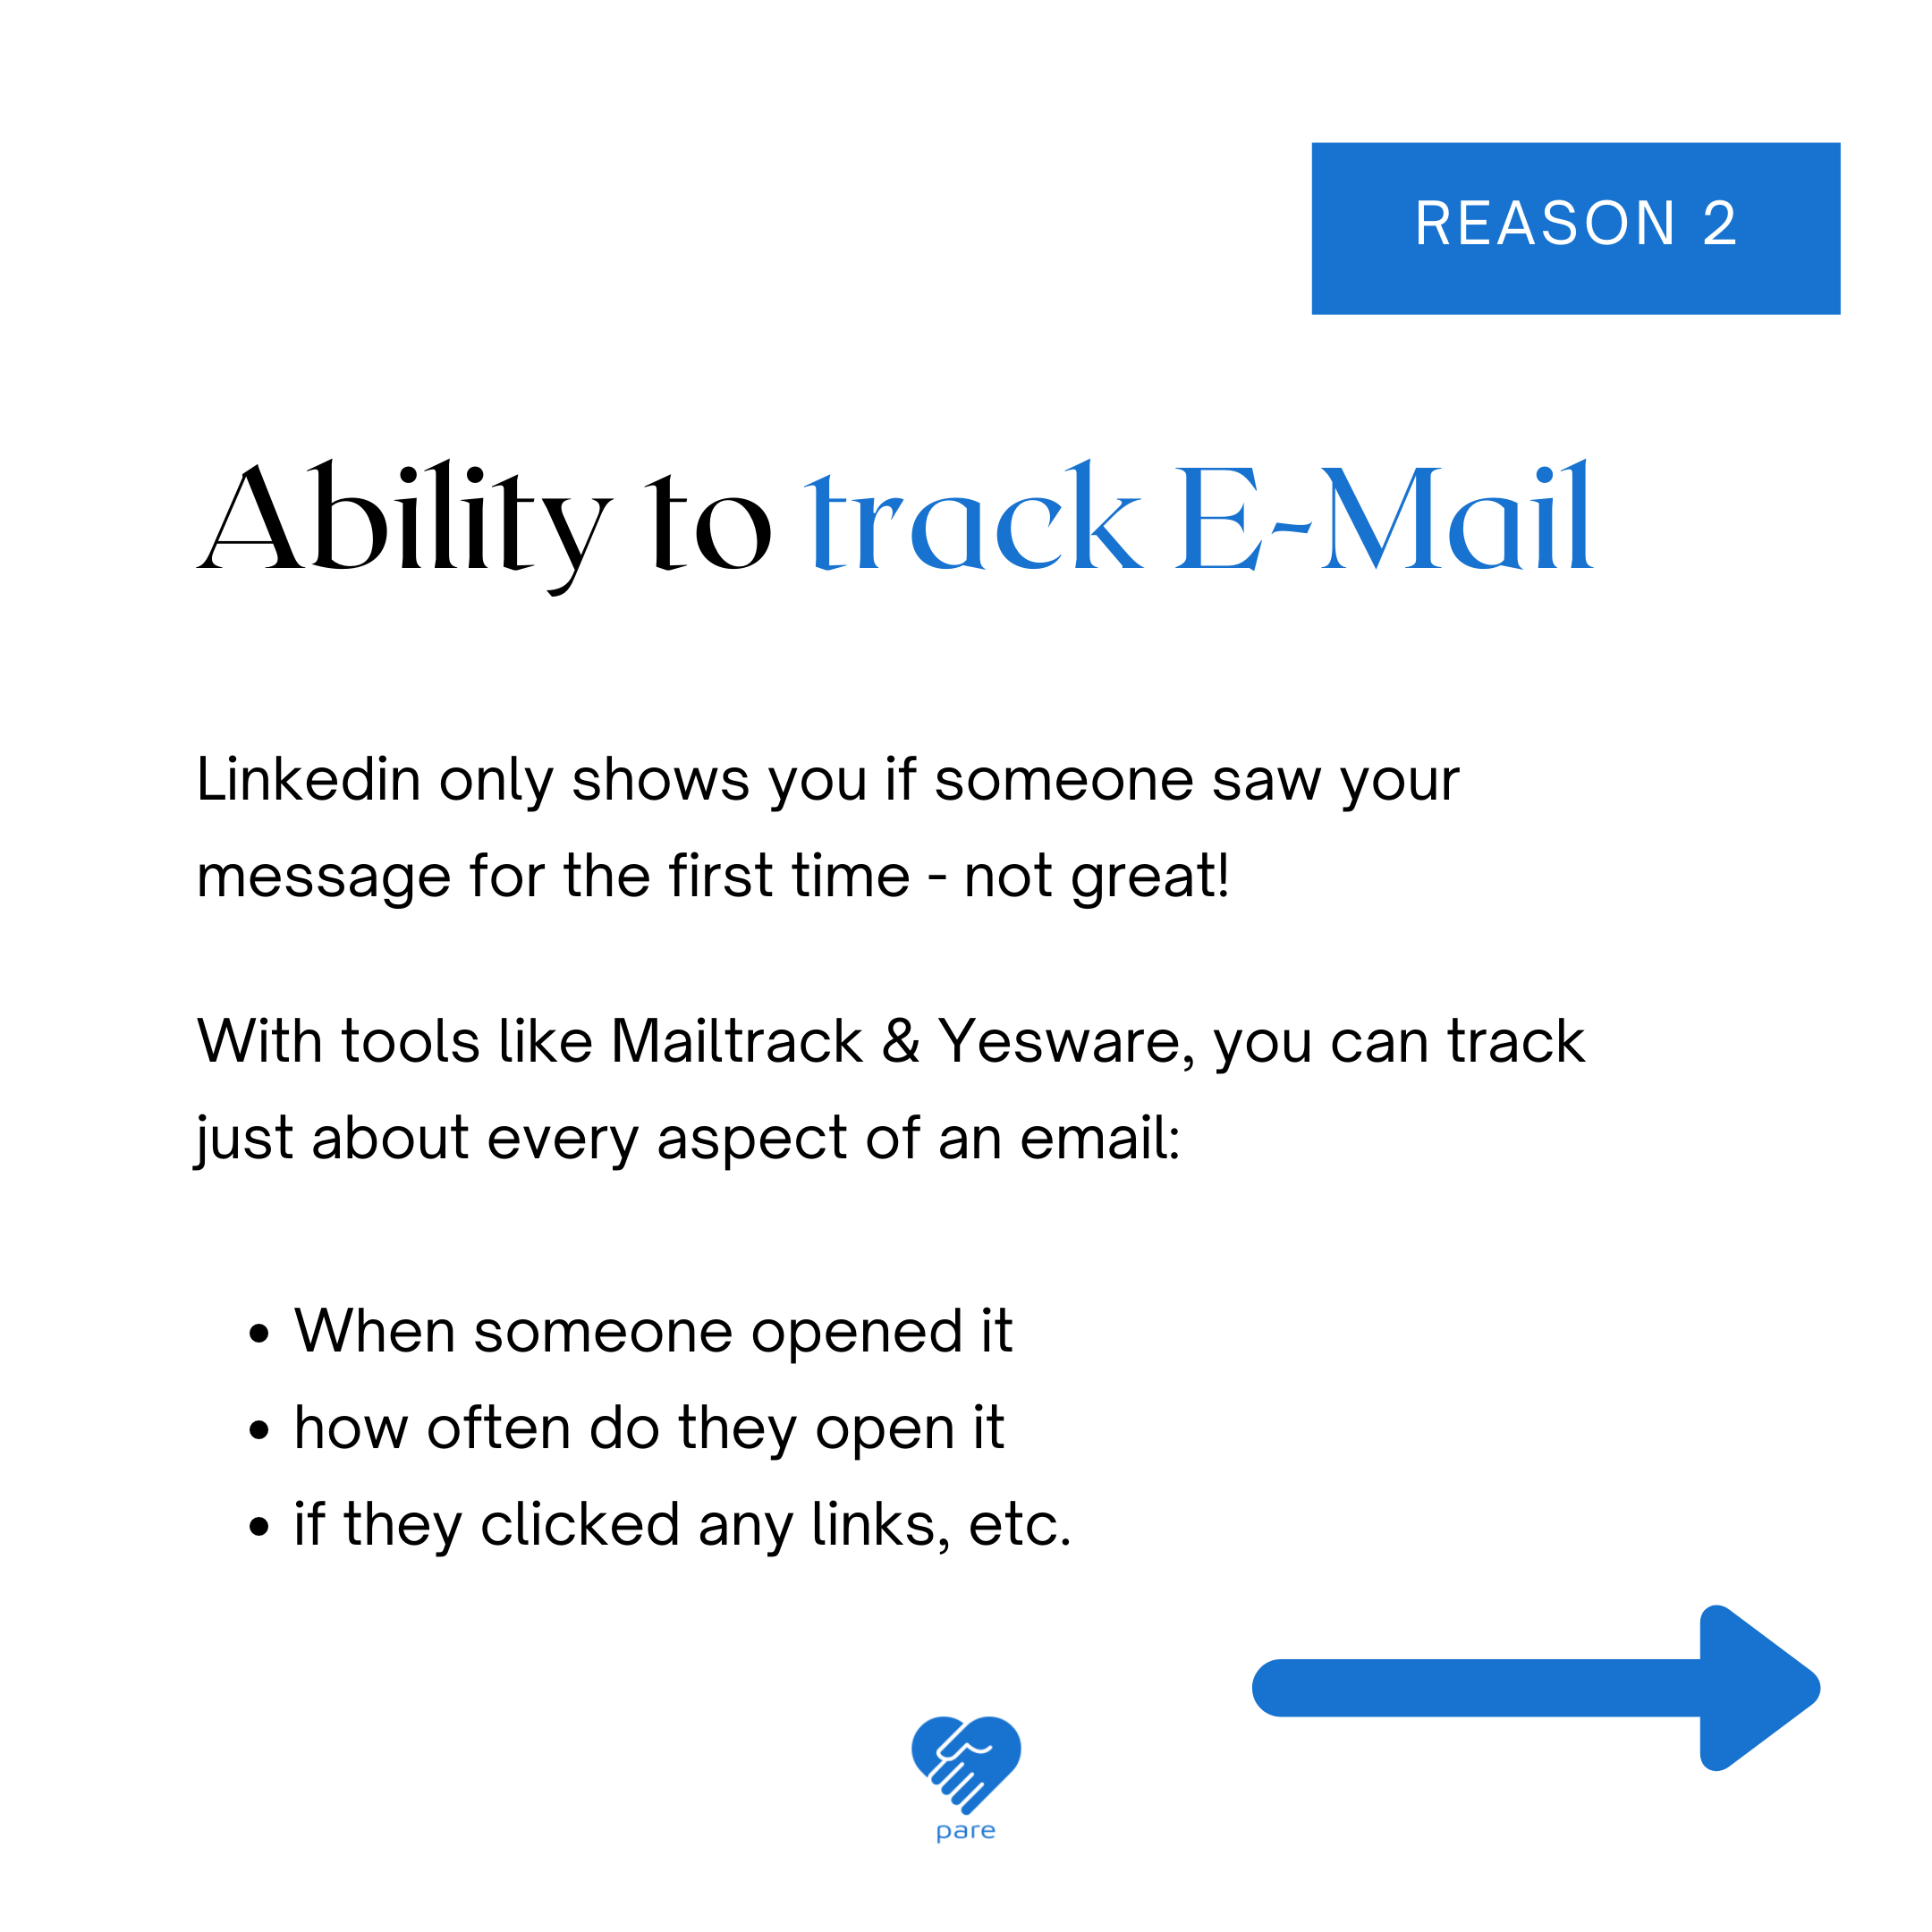 REASON 2
Ability to track E-Mail
Linkedin only shows you if someone saw your
message for the first time - not great!
With tools like Mailtrack & Yesware, you can track
just about every aspect of an email:
• When someone opened it
• how often do they open it
• if they clicked any links, etc.
pare